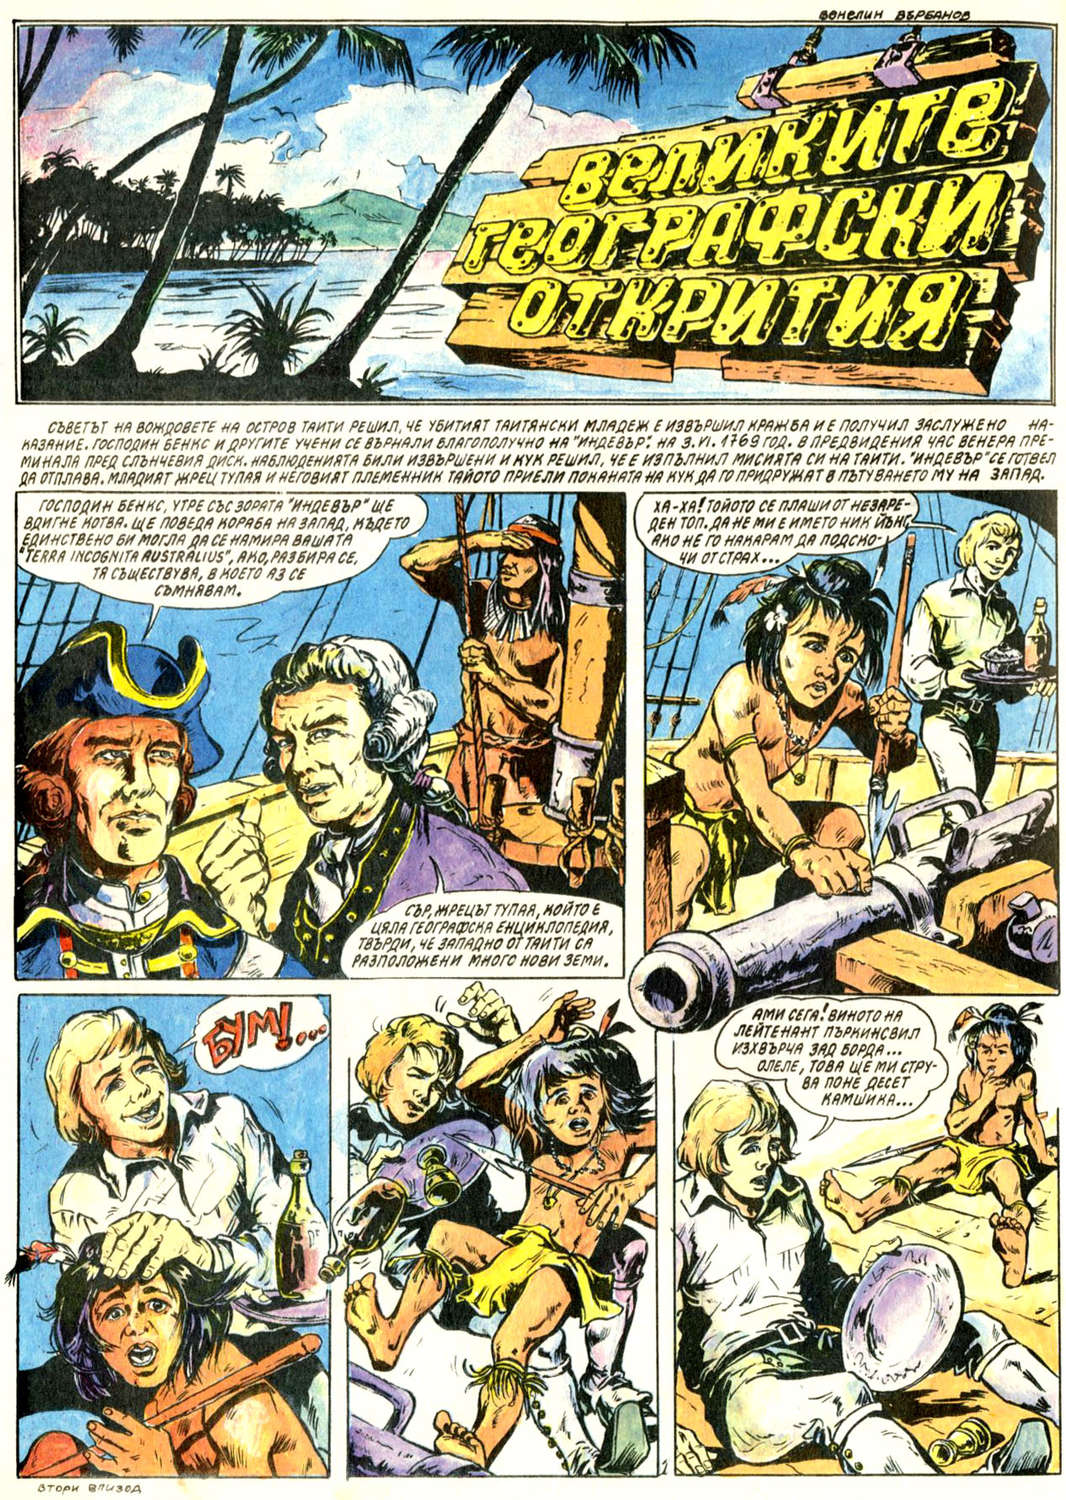 ВЕНЕЛИН ВЪРБАНОВ
ВЕЛИКИТЕ
ГЕОГРАФСКИ
ОТКРИТИЯ
СЪВЕТЪТ НА ВОЖДОВЕТЕ НА ОСТРОВ ТАИТИ РЕШИЛ, ЧЕ УБИТИЯТ ТАИТЯНСКИ МЛАДЕЖ Е ИЗВЪРШИЛ КРАЖБА И Е ПОЛУЧИЛ ЗАСЛУЖЕНО НА-
КАЗАНИЕ. ГОСПОДИН БЕНКС И ДРУГИТЕ УЧЕНИ СЕ ВЪРНАЛИ БЛАГОПОЛУЧНО НА "ИНДЕВЪР". НА 3.VI. 1769 ГОД. В ПРЕДВИДЕНИЯ ЧАС ВЕНЕРА ПРЕ-
МИНАЛА ПРЕД СЛЪНЧЕВИЯ ДИСК. НАБЛЮДЕНИЯТА БИЛИ ИЗВЪРШЕНИ И КУК РЕШИЛ, ЧЕ Е ИЗПЪЛНИЛ МИСИЯТА СИ НА ТАИТИ. "ИНДЕВЪР" СЕ ГОТВЕЛ
ДА ОТПЛАВА. МЛАДИЯТ ЖРЕЦ ТУПАЯ И НЕГОВИЯТ ПЛЕМЕННИК ТАЙОТО ПРИЕЛИ ПОКАНАТА НА КУК ДА ГО ПРИДРУЖАТ В ПЪТУВАНЕТО МУ НА ЗАПАД.
ГОСПОДИН БЕНКС, УТРЕ СЪС ЗОРАТА "ИНДЕВЪР" ЩЕ
ВДИГНЕ КОТВА. ЩЕ ПОВЕДА КОРАБА НА ЗАПАД, КЪДЕТО
ЕДИНСТВЕНО БИ МОГЛА ДА СЕ НАМИРА ВАШАТА
"TERRA INCOGNITA AUSTRALIUS", АКО, РАЗБИРА СЕ,
ТЯ СЪЩЕСТВУВА, В КОЕТО АЗ СЕ
СЪМНЯВАМ.
СЪР, ЖРЕЦЪТ ТУПАЯ, КОЙТО Е
ЦЯЛА ГЕОГРАФСКА ЕНЦИКЛОПЕДИЯ,
ТВЪРДИ, ЧЕ ЗАПАДНО ОТ ТАИТИ СА
РАЗПОЛОЖЕНИ МНОГО НОВИ ЗЕМИ.
ХА-ХА! ТОЙОТО СЕ ПЛАШИ ОТ НЕЗАРЕ-
ДЕН ТОП. ДА НЕ МИ Е ИМЕТО НИК ЙЪНГ,
АКО НЕ ГО НАКАРАМ ДА ПОДСКО-
ЧИ ОТ СТРАХ...
БУМ!...
АМИ СЕГА! ВИНОТО НА
ЛЕЙТЕНАНТ ПЪРКИНСВИЛ
ИЗХВЪРЧА ЗАД БОРДА...
ОЛЕЛЕ, ТОВА ЩЕ МИ СТРУ-
ВА ПОНЕ ДЕСЕТ
КАМШИКА...
ВТОРИ ЕПИЗОД